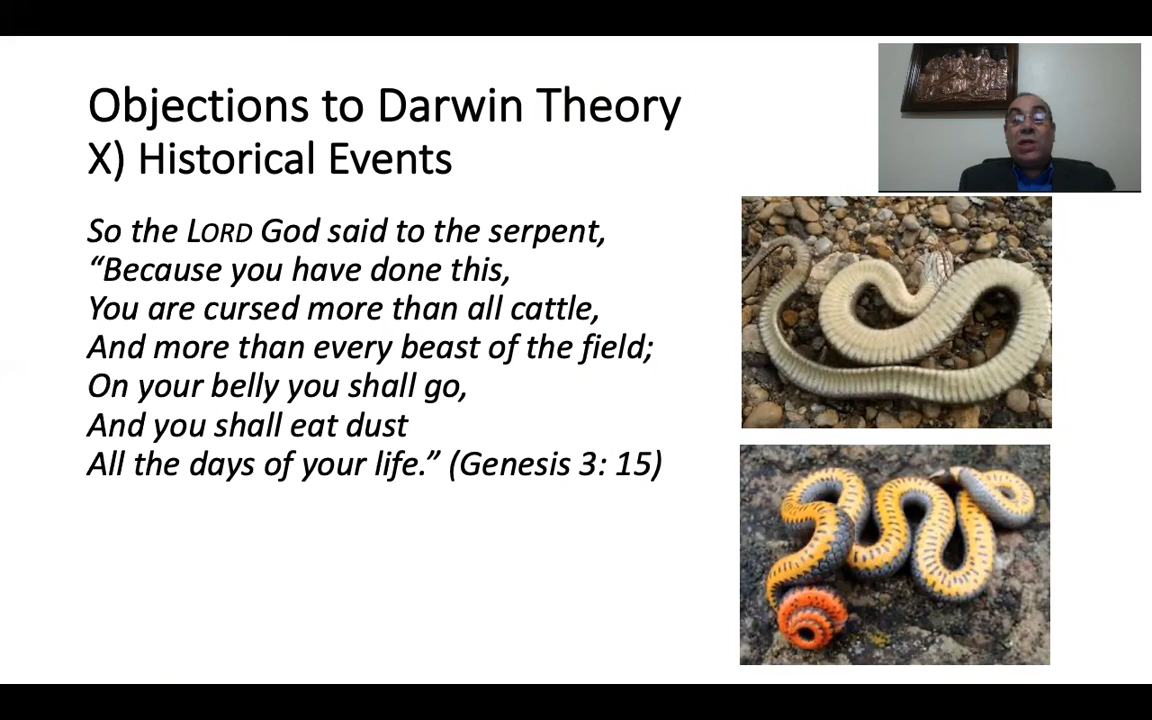 Objections to Darwin Theory
X) Historical Events
So the LORD God said to the serpent,
“Because you have done this,
You are cursed more than all cattle,
And more than every beast of the field;
On your belly you shall go,
And you shall eat dust
All the days of your life.” (Genesis 3: 15)